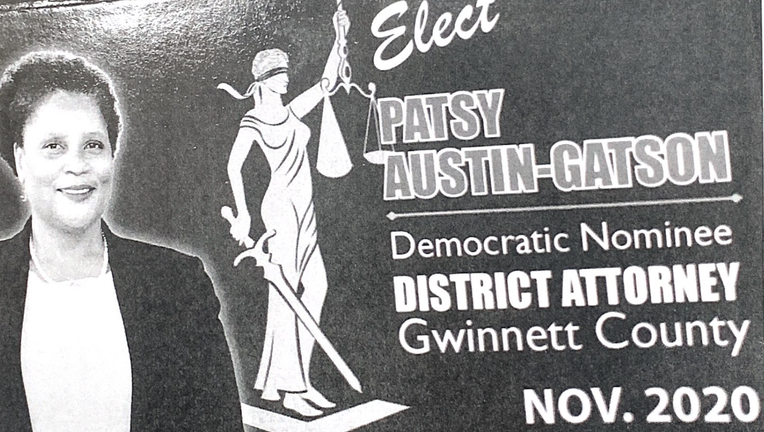 Elect
PATSY
AUSTIN-GATSON
Democratic Nominee
DISTRICT ATTORNEY
Gwinnett County
NOV. 2020